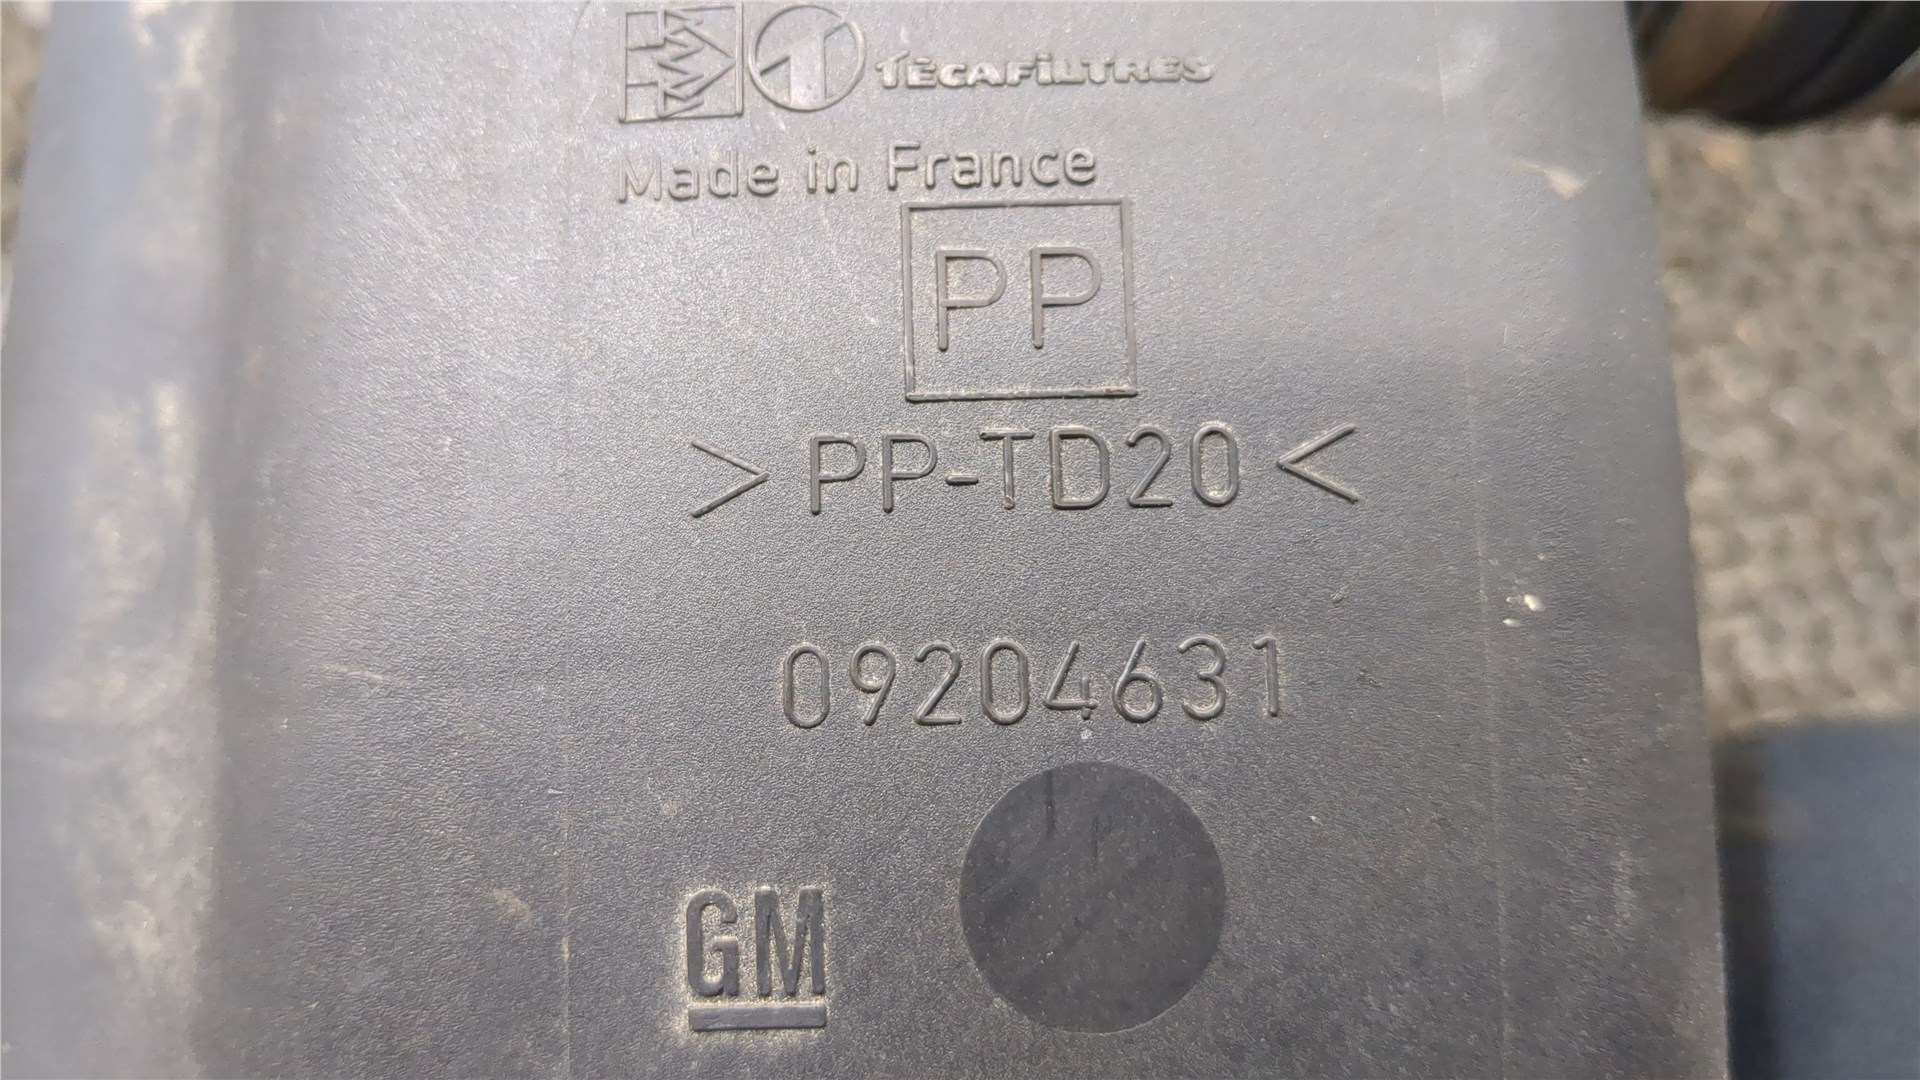 TECAFILTRES
Made in France
PP
> PP-TD20 <
09204631
GM